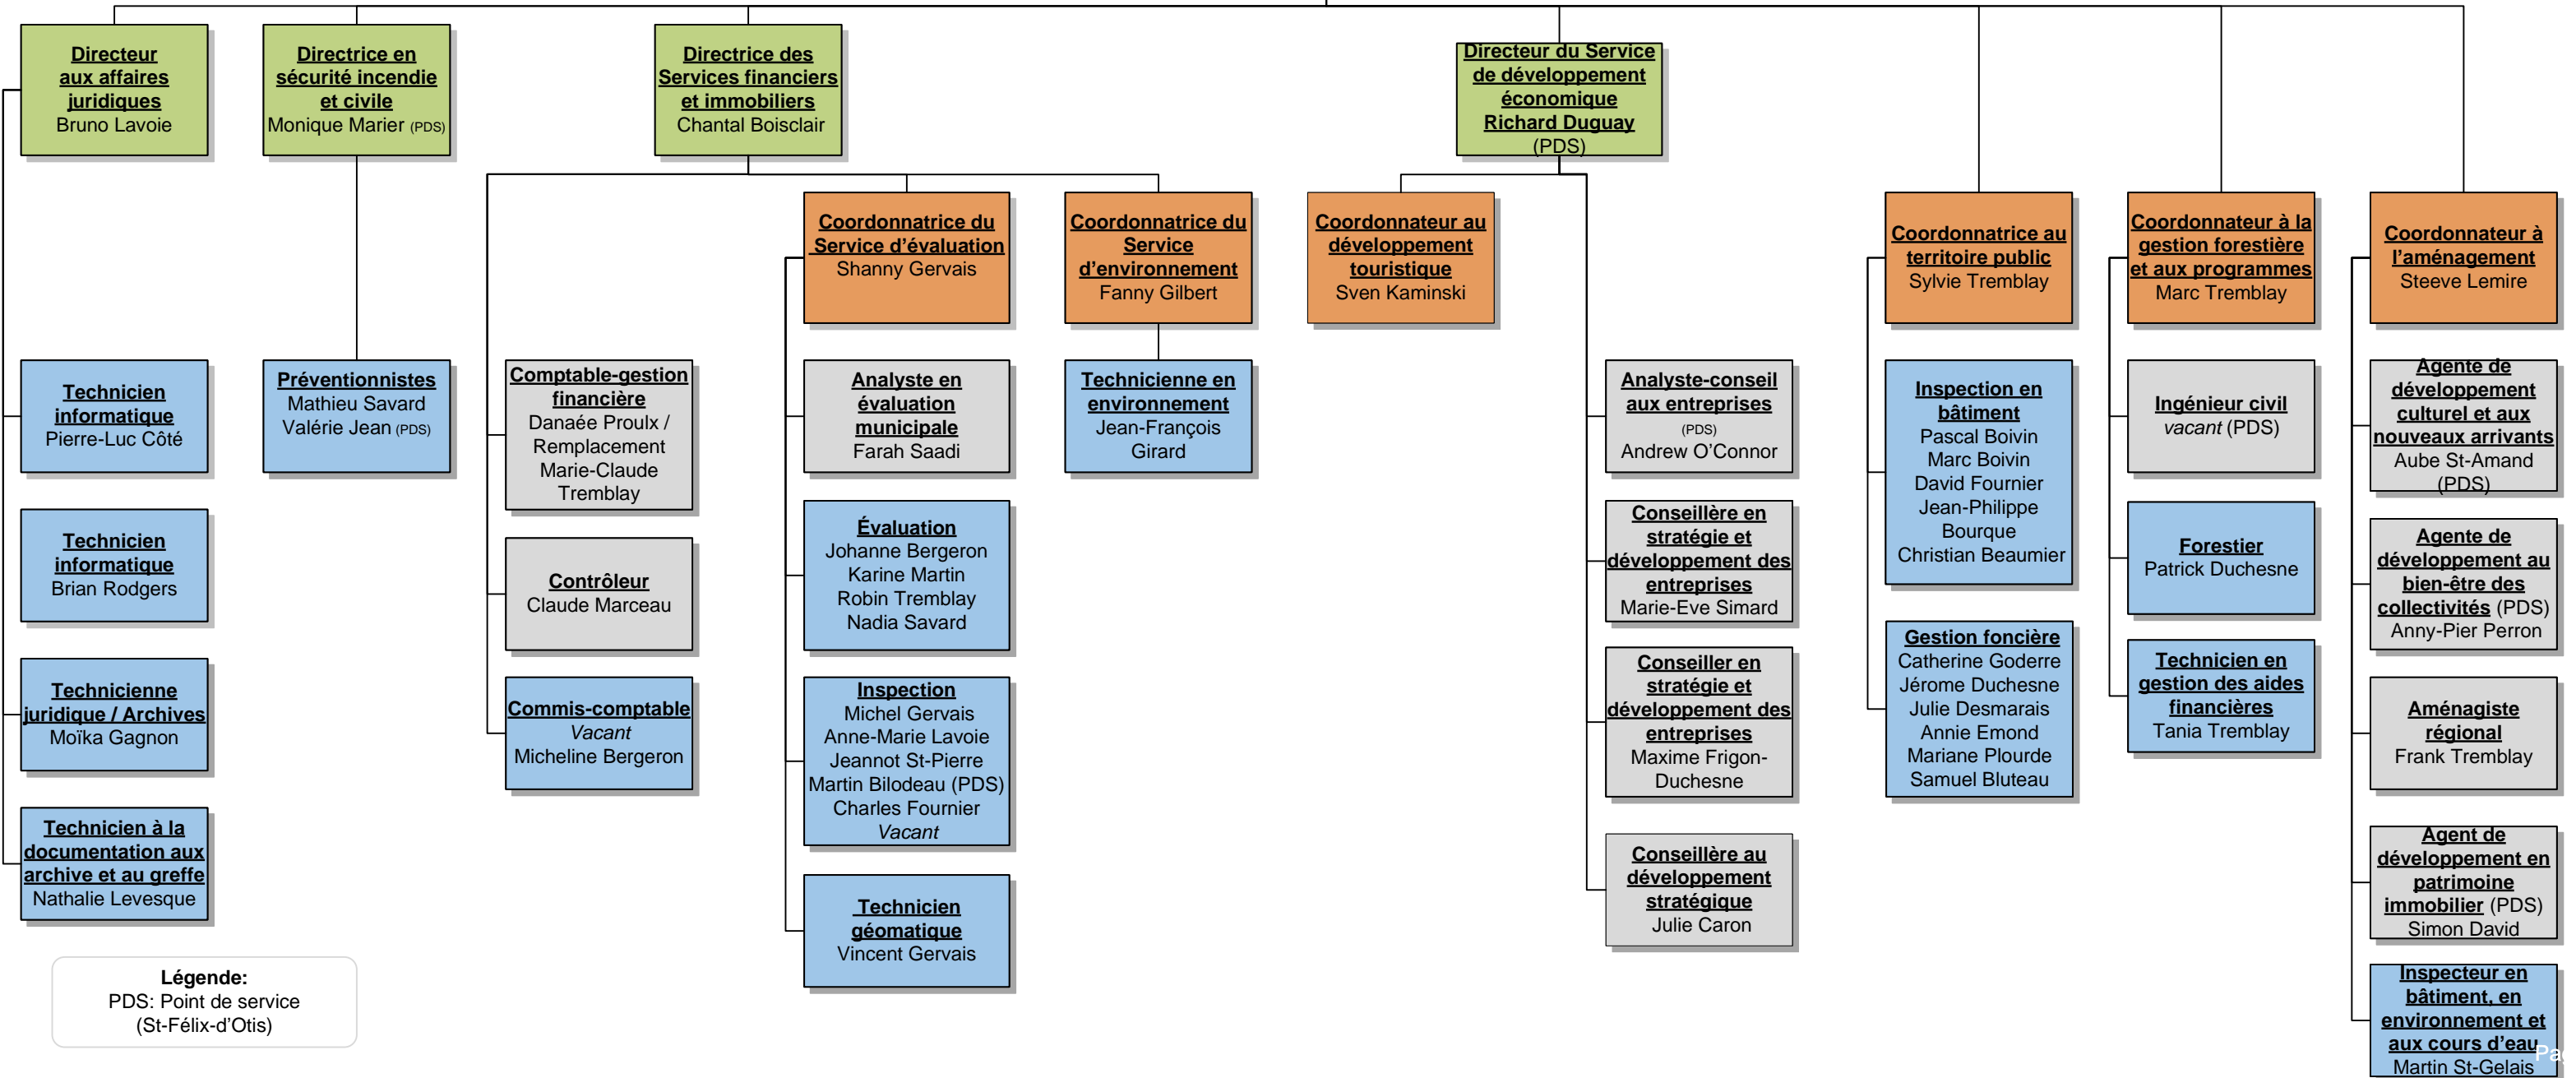 Directeur
aux affaires
juridiques
Bruno Lavoie
Directrice en
sécurité incendie
et civile
Monique Marier (PDS)
Directrice des
Services financiers
et immobiliers
Chantal Boisclair
Directeur du Service
de développement
économique
Richard Duguay
(PDS)
Coordonnatrice du
Service d’évaluation
Shanny Gervais
Coordonnatrice du
Service
d’environnement
Fanny Gilbert
Coordonnateur au
développement
touristique
Sven Kaminski
Coordonnatrice au
territoire public
Sylvie Tremblay
Coordonnateur à la
gestion forestière
et aux programmes
Marc Tremblay
Coordonnateur à
l’aménagement
Steeve Lemire
Technicien
informatique
Pierre-Luc Côté
Technicien
informatique
Brian Rodgers
Technicienne
juridique / Archives
Moïka Gagnon
Technicien à la
documentation aux
archive et au greffe
Nathalie Levesque
Préventionnistes
Mathieu Savard
Valérie Jean (PDS)
Comptable-gestion
financière
Danaée Proulx /
Remplacement
Marie-Claude
Tremblay
Contrôleur
Claude Marceau
Commis-comptable
Vacant
Micheline Bergeron
Analyste en
évaluation
municipale
Farah Saadi
Évaluation
Johanne Bergeron
Karine Martin
Robin Tremblay
Nadia Savard
Inspection
Michel Gervais
Anne-Marie Lavoie
Jeannot St-Pierre
Martin Bilodeau (PDS)
Charles Fournier
Vacant
Technicien
géomatique
Vincent Gervais
Technicienne en
environnement
Jean-François
Girard
Analyste-conseil
aux entreprises
(PDS)
Andrew O’Connor
Conseillère en
stratégie et
développement des
entreprises
Marie-Eve Simard
Conseiller en
stratégie et
développement des
entreprises
Maxime Frigon-
Duchesne
Conseillère au
développement
stratégique
Julie Caron
Inspection en
bâtiment
Pascal Boivin
Marc Boivin
David Fournier
Jean-Philippe
Bourque
Christian Beaumier
Gestion foncière
Catherine Goderre
Jérome Duchesne
Julie Desmarais
Annie Emond
Mariane Plourde
Samuel Bluteau
Ingénieur civil
vacant (PDS)
Forestier
Patrick Duchesne
Technicien en
gestion des aides
financières
Tania Tremblay
Agente de
développement
culturel et aux
nouveaux arrivants
Aube St-Amand
(PDS)
Agente de
développement au
bien-être des
collectivités (PDS)
Anny-Pier Perron
Aménagiste
régional
Frank Tremblay
Agent de
développement en
patrimoine
immobilier (PDS)
Simon David
Inspecteur en
bâtiment, en
environnement et
aux cours d’eau
Martin St-Gelais
Légende:
PDS: Point de service
(St-Félix-d’Otis)